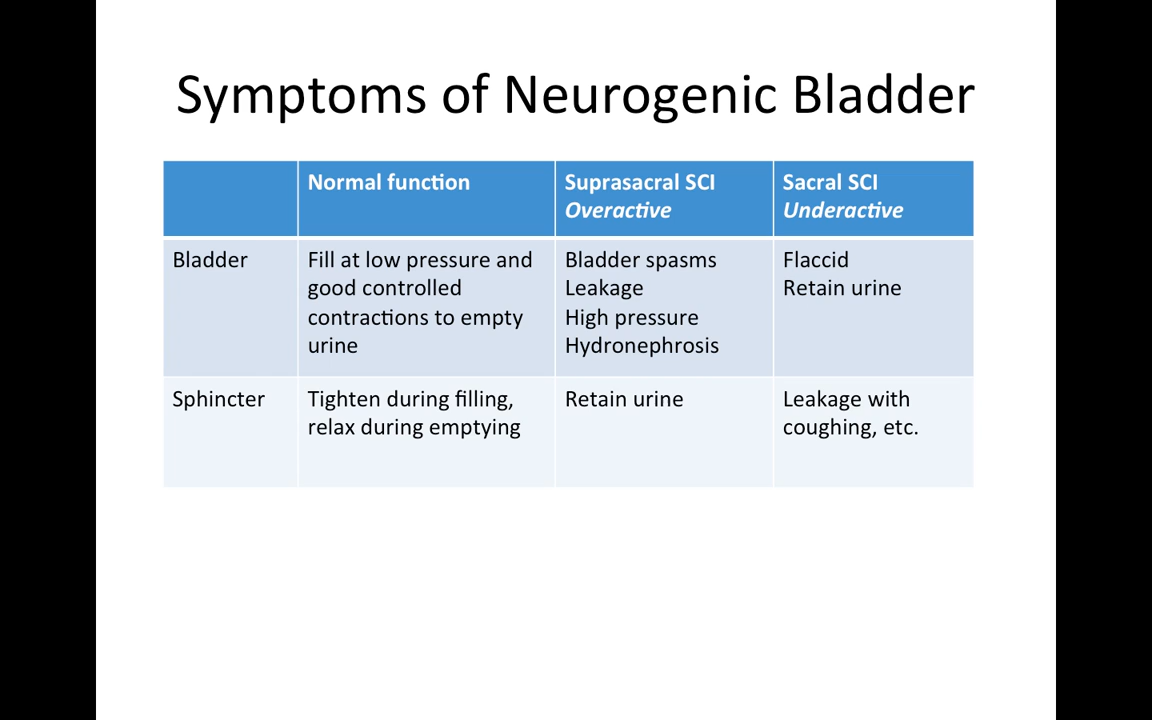 Symptoms of Neurogenic Bladder
Normal function
Suprasacral SCI
Overactive
Sacral SCI
Underactive
Bladder
Fill at low pressure and
good controlled
contractions to empty
urine
Bladder spasms
Leakage
High pressure
Hydronephrosis
Flaccid
Retain urine
Sphincter
Tighten during filling,
relax during emptying
Retain urine
Leakage with
coughing, etc.